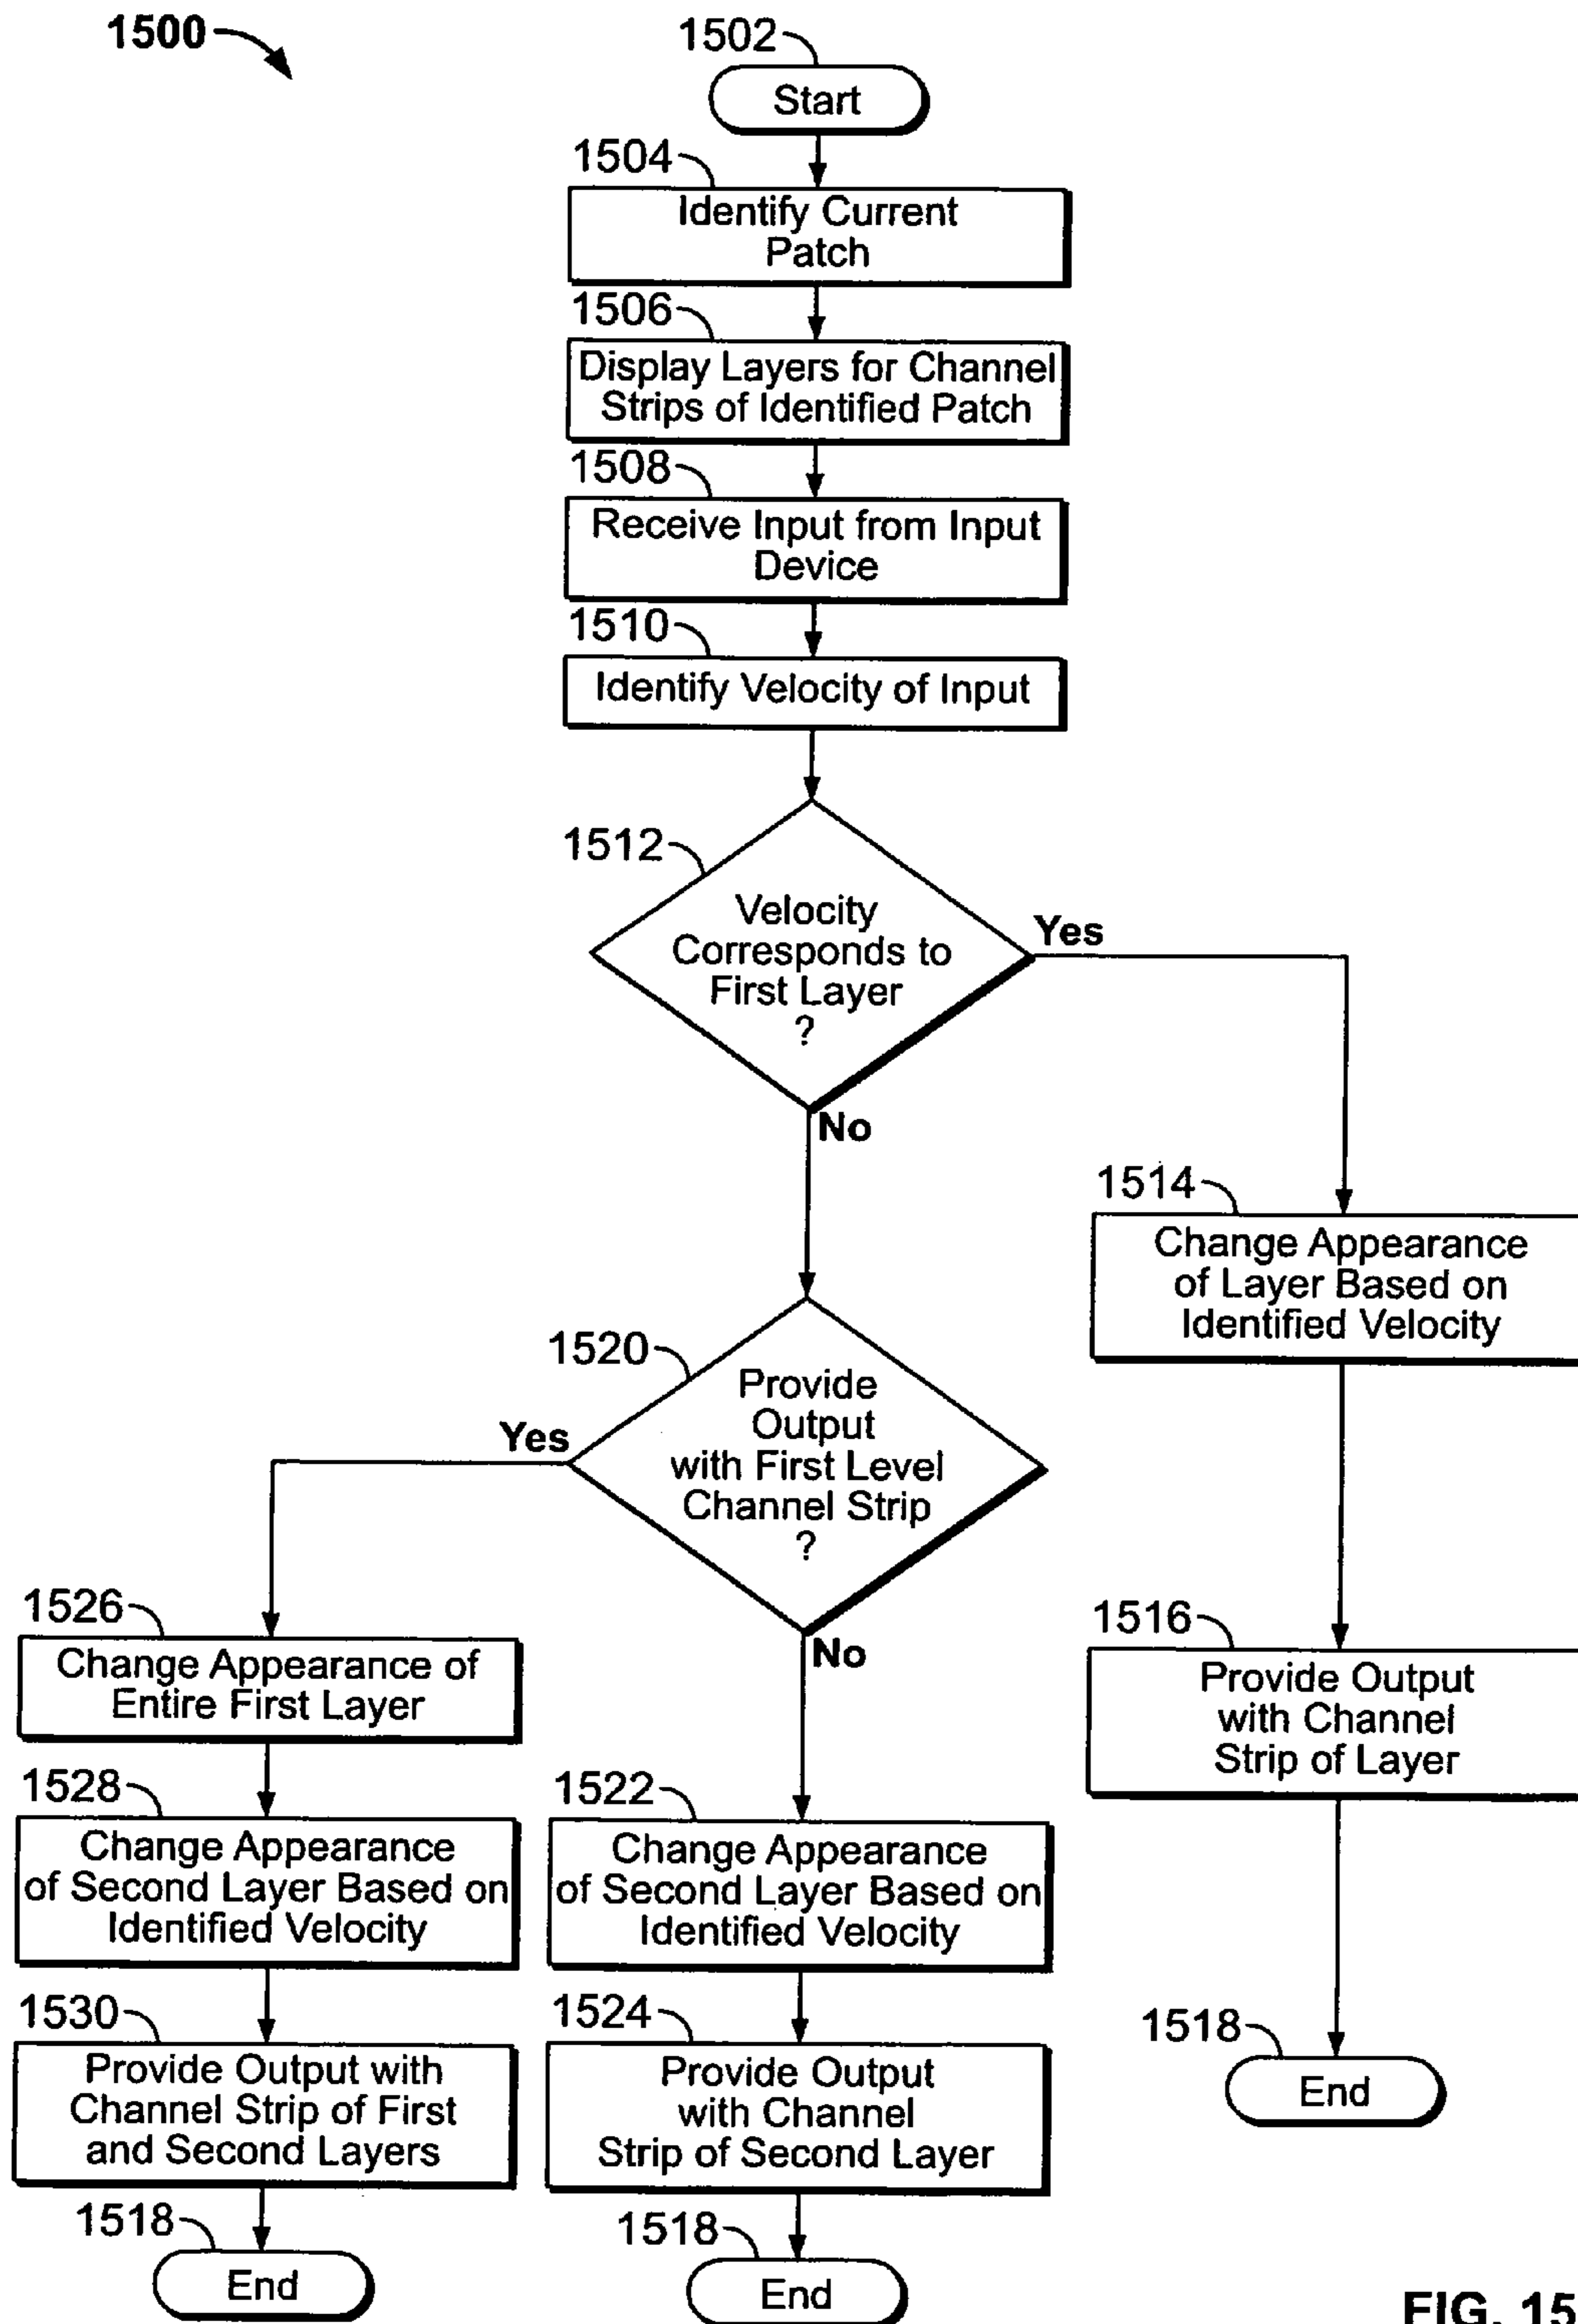 1500
1502
Start
1504
Identify Current
Patch
1506
Display Layers for Channel
Strips of Identified Patch
1508
Receive Input from Input
Device
1510
Identify Velocity of Input
1512
Velocity
Corresponds to
First Layer
?
Yes
No
1514
Change Appearance
of Layer Based on
Identified Velocity
1520
Provide
Output
with First Level
Channel Strip
?
Yes
No
1516
Provide Output
with Channel
Strip of Layer
1526
Change Appearance of
Entire First Layer
1528
Change Appearance
of Second Layer Based on
Identified Velocity
1522
Change Appearance
of Second Layer Based on
Identified Velocity
1530
Provide Output with
Channel Strip of First
and Second Layers
1524
Provide Output
with Channel
Strip of Second Layer
1518
End
1518
End
1518
End
FIG. 15